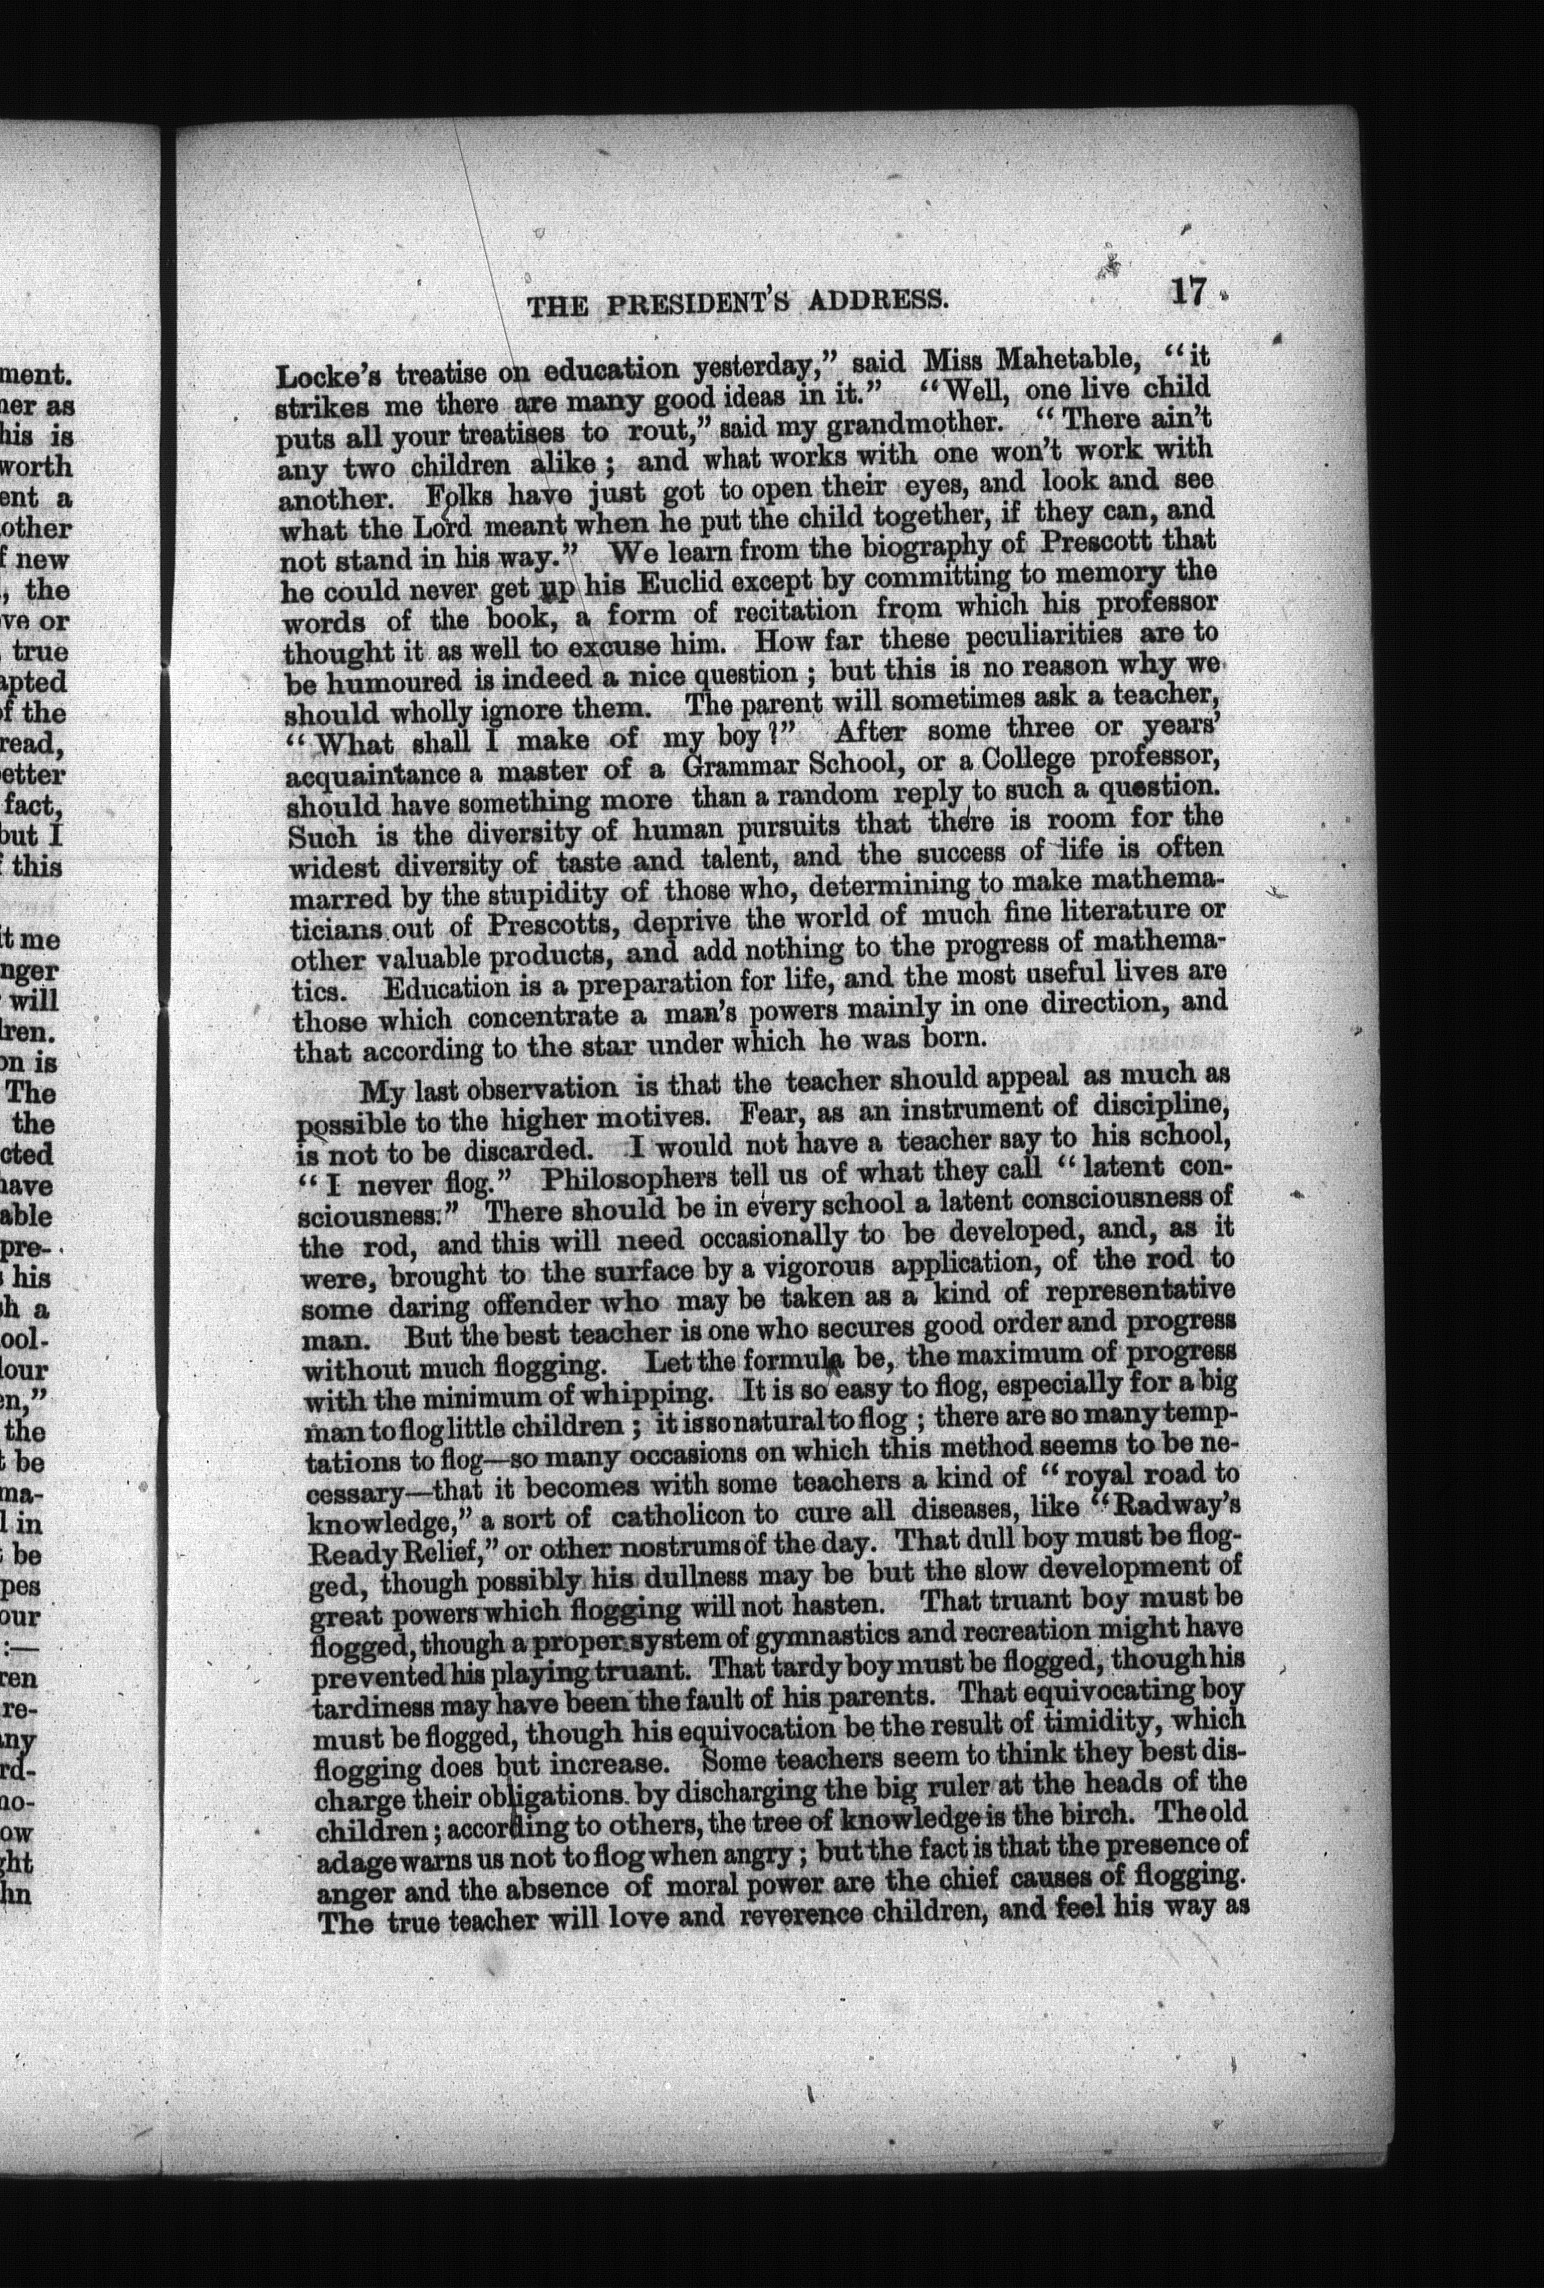 THE PRESIDENT'S ADDRESS. 17
Locke's treatise on education yesterday," said Miss Mahetable, "it
strikes me there are many good ideas in it." "Well, one live child
puts all your treatises to rout," said my grandmother. "There ain't
any two children alike; and what works with one won't work with
another. Folks have just got to open their eyes, and look and see
what the Lord meant when he put the child together, if they can, and
not stand in his way." We learn from the biography of Prescott that
he could never get up his Euclid except by committing to memory the
words of the book, a form of recitation from which his professor
thought it as well to excuse him. How far these peculiarities are to
be humoured is indeed a nice question; but this is no reason why we
should wholly ignore them. The parent will sometimes ask a teacher,
"What shall I make of my boy?" After some three or years'
acquaintance a master of a Grammar School, or a College professor,
should have something more than a random reply to such a question.
Such is the diversity of human pursuits that there is room for the
widest diversity of taste and talent, and the success of life is often
marred by the stupidity of those who, determining to make mathema-
ticians out of Prescotts, deprive the world of much fine literature or
other valuable products, and add nothing to the progress of mathema-
tics. Education is a preparation for life, and the most useful lives are
those which concentrate a man's powers mainly in one direction, and
that according to the star under which he was born.
My last observation is that the teacher should appeal as much as
possible to the higher motives. Fear, as an instrument of discipline,
is not to be discarded. I would not have a teacher say to his school,
"I never flog." Philosophers tell us of what they call "latent con-
sciousness." There should be in every school a latent consciousness of
the rod, and this will need occasionally to be developed, and, as it
were, brought to the surface by a vigorous application, of the rod to
some daring offender who may be taken as a kind of representative
man. But the best teacher is one who secures good order and progress
without much flogging. Let the formula be, the maximum of progress
with the minimum of whipping. It is so easy to flog, especially for a big
man to flog little children; it is so natural to flog; there are so many temp-
tations to flog—so many occasions on which this method seems to be ne-
cessary—that it becomes with some teachers a kind of "royal road to
knowledge," a sort of catholicon to cure all diseases, like "Radway's
Ready Relief," or other nostrums of the day. That dull boy must be flog-
ged, though possibly his dullness may be but the slow development of
great powers which flogging will not hasten. That truant boy must be
flogged, though a proper system of gymnastics and recreation might have
prevented his playing truant. That tardy boy must be flogged, though his
tardiness may have been the fault of his parents. That equivocating boy
must be flogged, though his equivocation be the result of timidity, which
flogging does but increase. Some teachers seem to think they best dis-
charge their obligations by discharging the big ruler at the heads of the
children; according to others, the tree of knowledge is the birch. The old
adage warns us not to flog when angry; but the fact is that the presence of
anger and the absence of moral power are the chief causes of flogging.
The true teacher will love and reverence children, and feel his way as